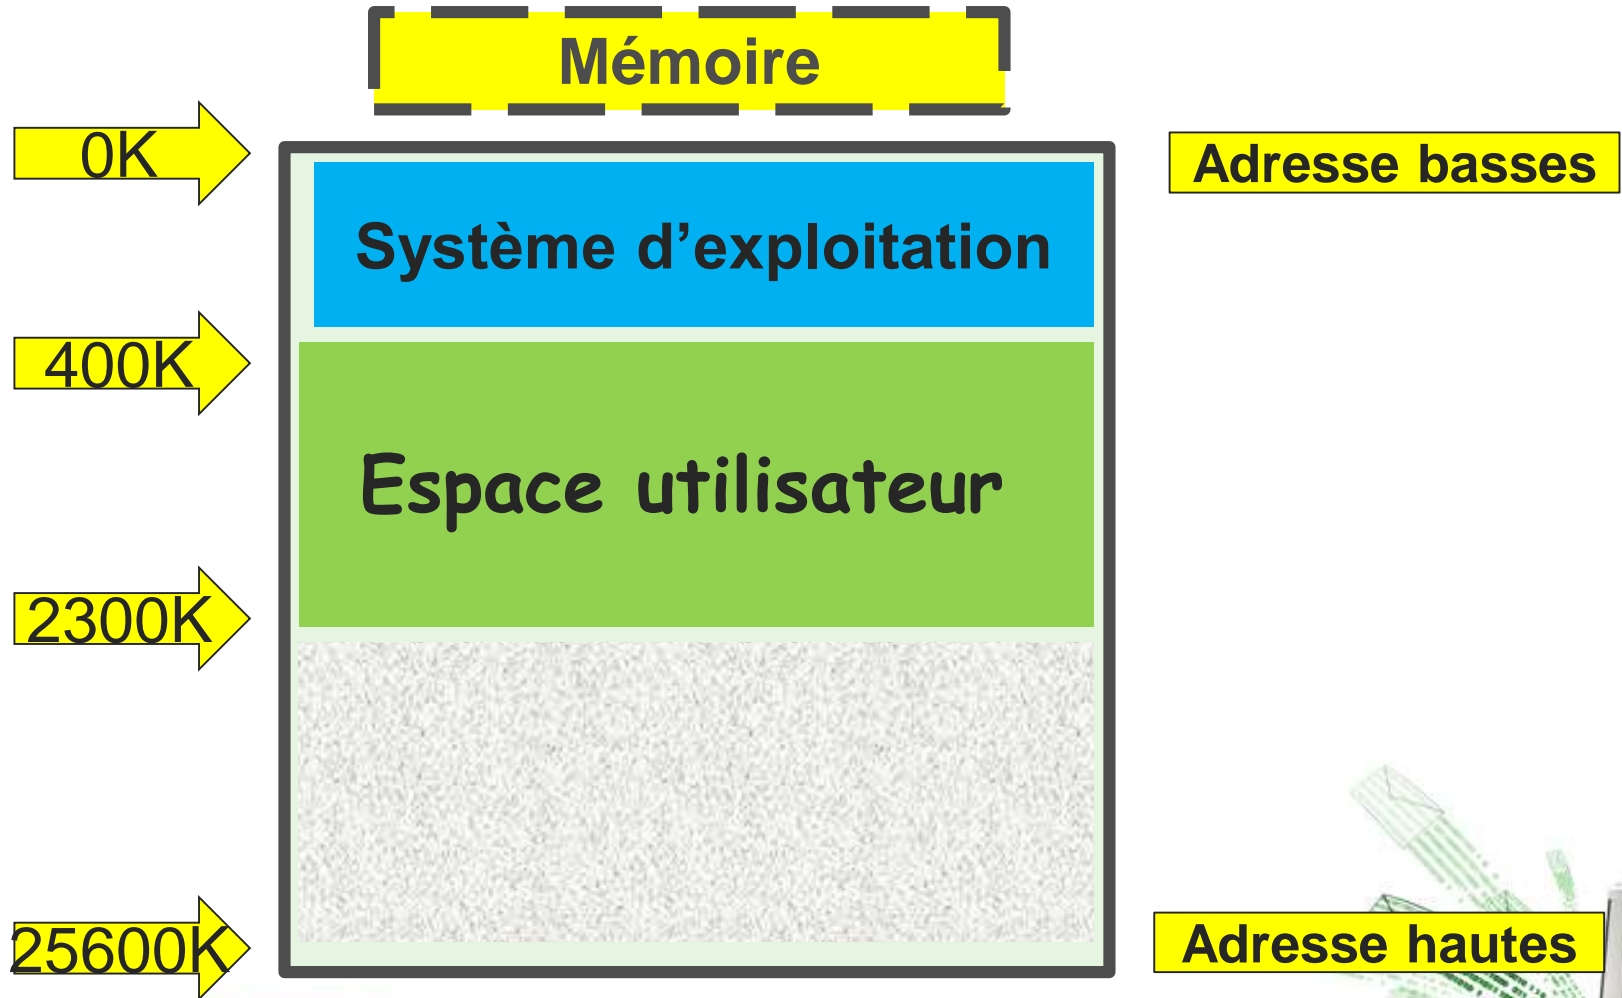 Mémoire
0K
Adresse basses
Système d’exploitation
400K
Espace utilisateur
2300K
25600K
Adresse hautes